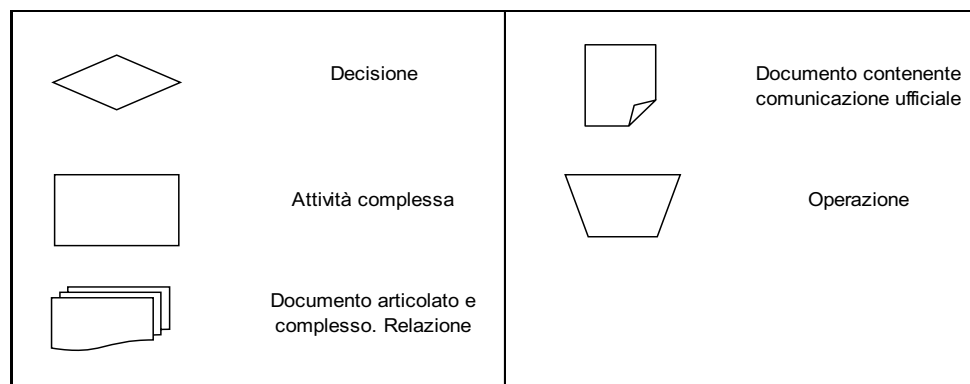 Decisione
Attività complessa
Documento articolato e
complesso. Relazione
Documento contenente
comunicazione ufficiale
Operazione